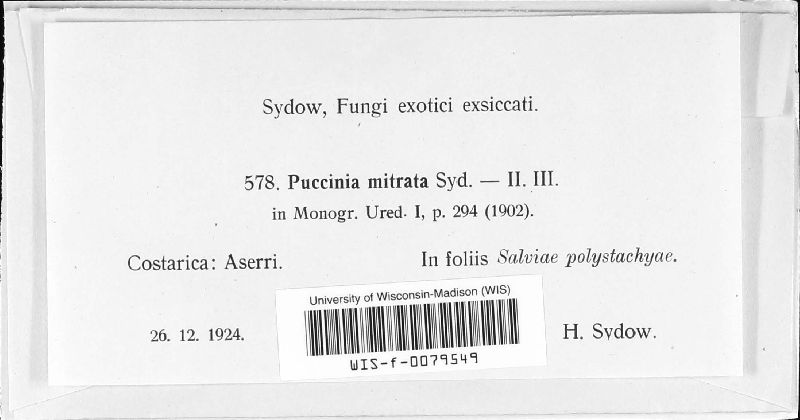 Sydow, Fungi exotici exsiccati.
578. Puccinia mitrata Syd. — II. III.
in Monogr. Ured. I, p. 294 (1902).
Costarica: Aserri. In foliis Salviae polystachyae.
University of Wisconsin-Madison (WIS)
WIS-f-0079549
26. 12. 1924. H. Sydow.